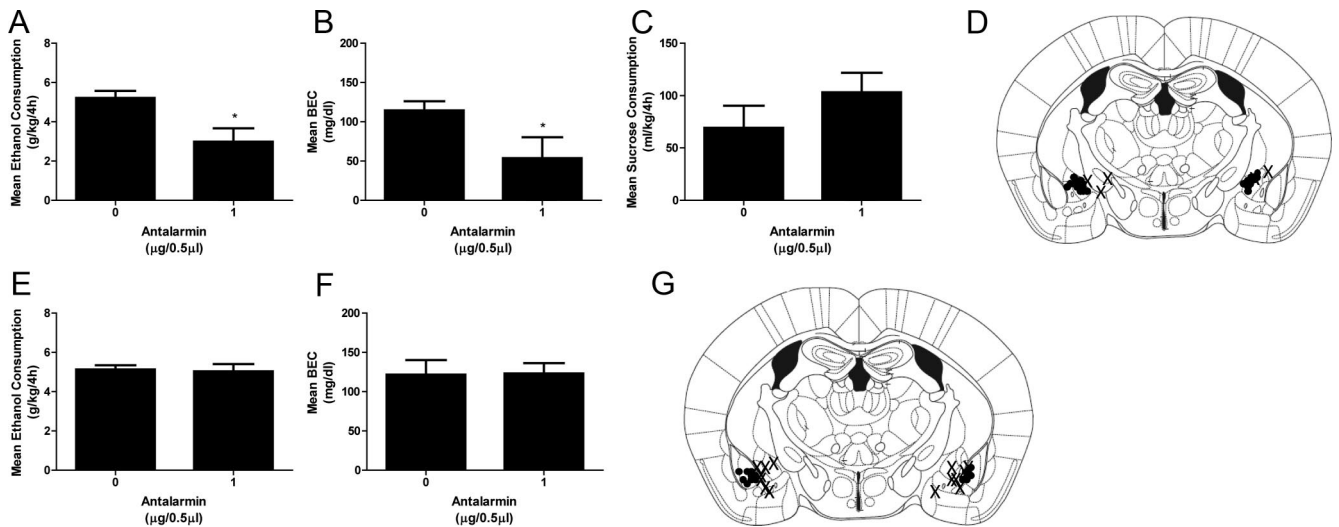 A
Mean Ethanol Consumption
(g/kg/4h)
8
6
4
2
0
*
0
1
Antalarmin
(μg/0.5μl)
B
Mean BEC
(mg/dl)
200
150
100
50
0
*
0
1
Antalarmin
(μg/0.5μl)
C
Mean Sucrose Consumption
(ml/kg/4h)
150
100
50
0
0
1
Antalarmin
(μg/0.5μl)
D
X
X
X
X
E
Mean Ethanol Consumption
(g/kg/4h)
8
6
4
2
0
0
1
Antalarmin
(μg/0.5μl)
F
Mean BEC
(mg/dl)
200
150
100
50
0
0
1
Antalarmin
(μg/0.5μl)
G